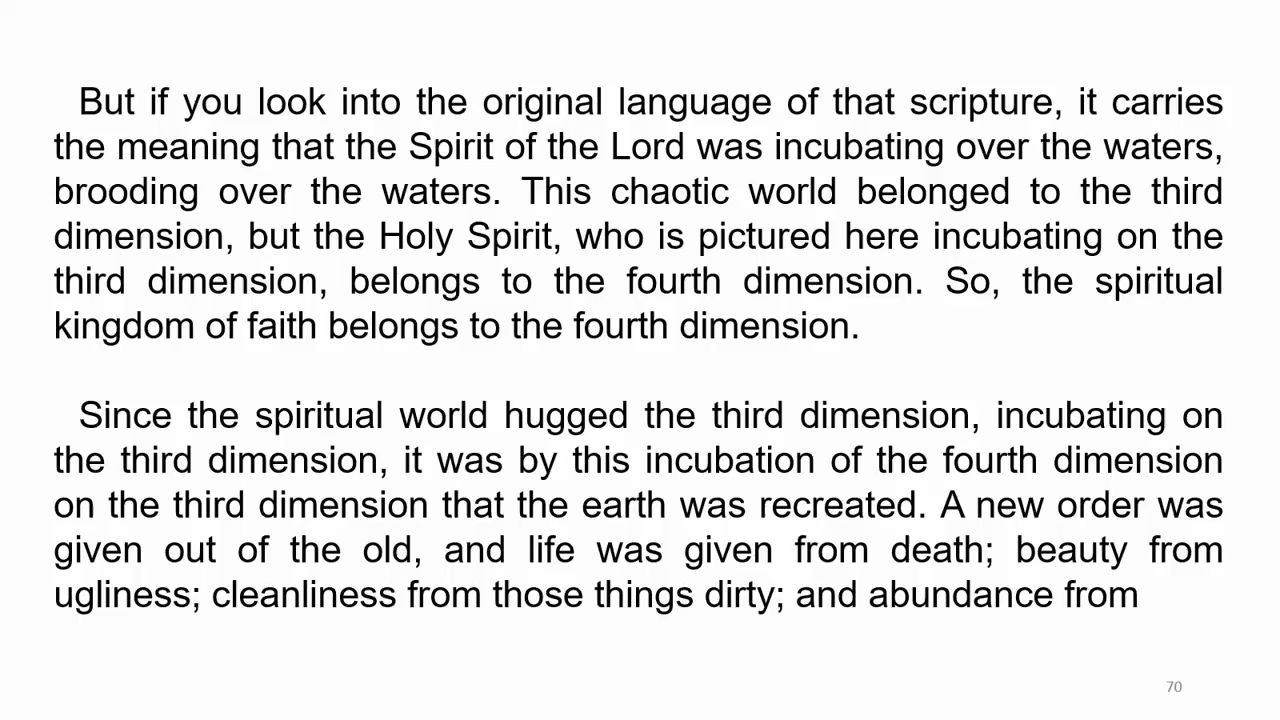 But if you look into the original language of that scripture, it carries
the meaning that the Spirit of the Lord was incubating over the waters,
brooding over the waters. This chaotic world belonged to the third
dimension, but the Holy Spirit, who is pictured here incubating on the
third dimension, belongs to the fourth dimension. So, the spiritual
kingdom of faith belongs to the fourth dimension.
Since the spiritual world hugged the third dimension, incubating on
the third dimension, it was by this incubation of the fourth dimension
on the third dimension that the earth was recreated. A new order was
given out of the old, and life was given from death; beauty from
ugliness; cleanliness from those things dirty; and abundance from
70